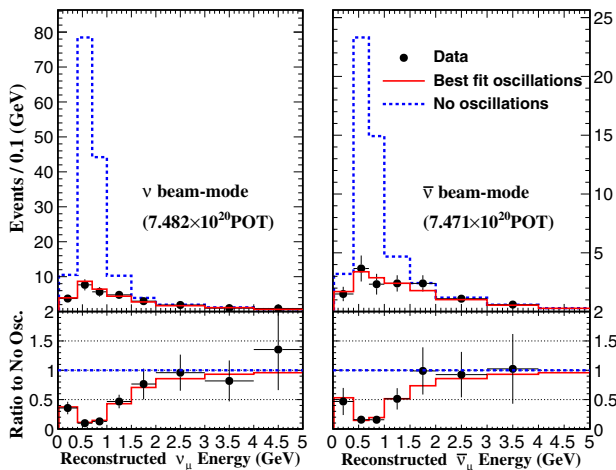 80
70
60
50
40
30
20
10
Events / 0.1 (GeV)
ν beam-mode
(7.482×10²⁰POT)
25
20
15
10
5
Data
Best fit oscillations
No oscillations
ν̅ beam-mode
(7.471×10²⁰POT)
2
1.5
1
0.5
0
Ratio to No Osc.
0 0.5 1 1.5 2 2.5 3 3.5 4 4.5 5
Reconstructed νμ Energy (GeV)
2
1.5
1
0.5
0
0 0.5 1 1.5 2 2.5 3 3.5 4 4.5 5
Reconstructed ν̅μ Energy (GeV)